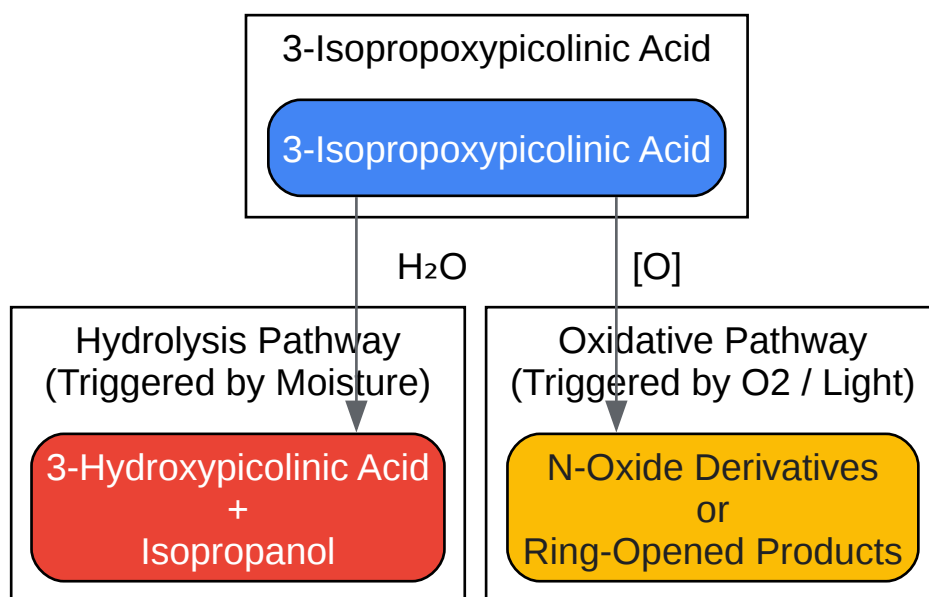 3-Isopropoxypicolinic Acid
3-Isopropoxypicolinic Acid
H₂O
[O]
Hydrolysis Pathway
(Triggered by Moisture)
3-Hydroxypicolinic Acid
+
Isopropanol
Oxidative Pathway
(Triggered by O2 / Light)
N-Oxide Derivatives
or
Ring-Opened Products